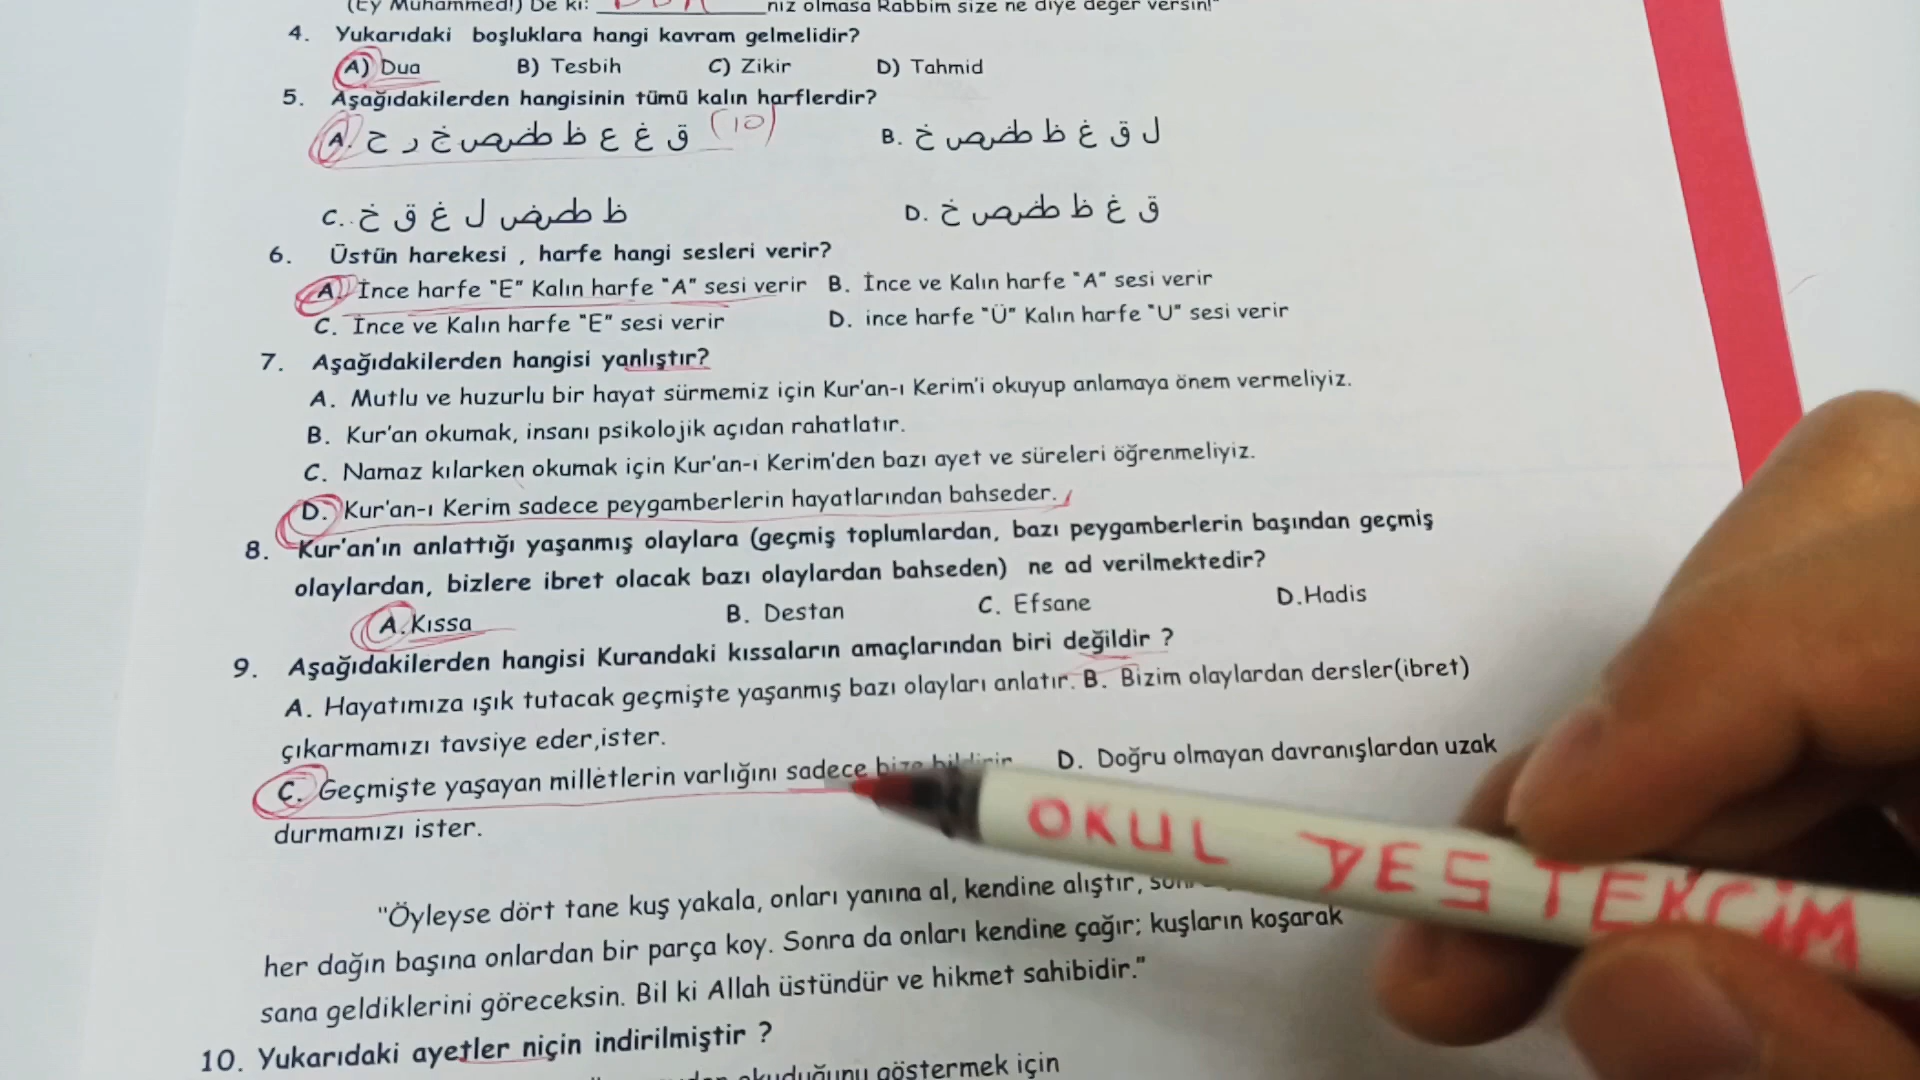 (Ey Muhammed!) De ki: ________niz olmasa Rabbim size ne diye değer versin!"
4. Yukarıdaki boşluklara hangi kavram gelmelidir?
A) Dua B) Tesbih C) Zikir D) Tahmid
5. Aşağıdakilerden hangisinin tümü kalın harflerdir?
A. ح ر خ ص ض ط ظ ع غ ق (10) B. خ ص ض ط ظ غ ق ل
C. خ ق غ ل ض ص ط ظ D. خ ص ض ط ظ غ ق
6. Üstün harekesi , harfe hangi sesleri verir?
A. İnce harfe "E" Kalın harfe "A" sesi verir B. İnce ve Kalın harfe "A" sesi verir
C. İnce ve Kalın harfe "E" sesi verir D. ince harfe "Ü" Kalın harfe "U" sesi verir
7. Aşağıdakilerden hangisi yanlıştır?
A. Mutlu ve huzurlu bir hayat sürmemiz için Kur'an-ı Kerim'i okuyup anlamaya önem vermeliyiz.
B. Kur'an okumak, insanı psikolojik açıdan rahatlatır.
C. Namaz kılarken okumak için Kur'an-ı Kerim'den bazı ayet ve süreleri öğrenmeliyiz.
D. Kur'an-ı Kerim sadece peygamberlerin hayatlarından bahseder.
8. Kur'an'ın anlattığı yaşanmış olaylara (geçmiş toplumlardan, bazı peygamberlerin başından geçmiş
olaylardan, bizlere ibret olacak bazı olaylardan bahseden) ne ad verilmektedir?
A. Kıssa B. Destan C. Efsane D.Hadis
9. Aşağıdakilerden hangisi Kurandaki kıssaların amaçlarından biri değildir ?
A. Hayatımıza ışık tutacak geçmişte yaşanmış bazı olayları anlatır. B. Bizim olaylardan dersler(ibret)
çıkarmamızı tavsiye eder,ister.
C. Geçmişte yaşayan milletlerin varlığını sadece bize bildirir D. Doğru olmayan davranışlardan uzak
durmamızı ister.
OKUL DESTEKCİM
"Öyleyse dört tane kuş yakala, onları yanına al, kendine alıştır,
her dağın başına onlardan bir parça koy. Sonra da onları kendine çağır; kuşların koşarak
sana geldiklerini göreceksin. Bil ki Allah üstündür ve hikmet sahibidir."
10. Yukarıdaki ayetler niçin indirilmiştir ?
okuduğunu göstermek için